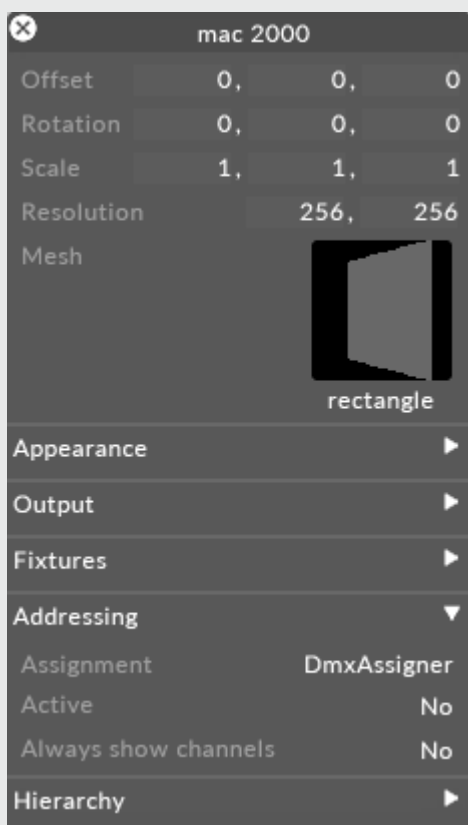 mac 2000
Offset 0, 0, 0
Rotation 0, 0, 0
Scale 1, 1, 1
Resolution 256, 256
Mesh
rectangle
Appearance
Output
Fixtures
Addressing
Assignment DmxAssigner
Active No
Always show channels No
Hierarchy